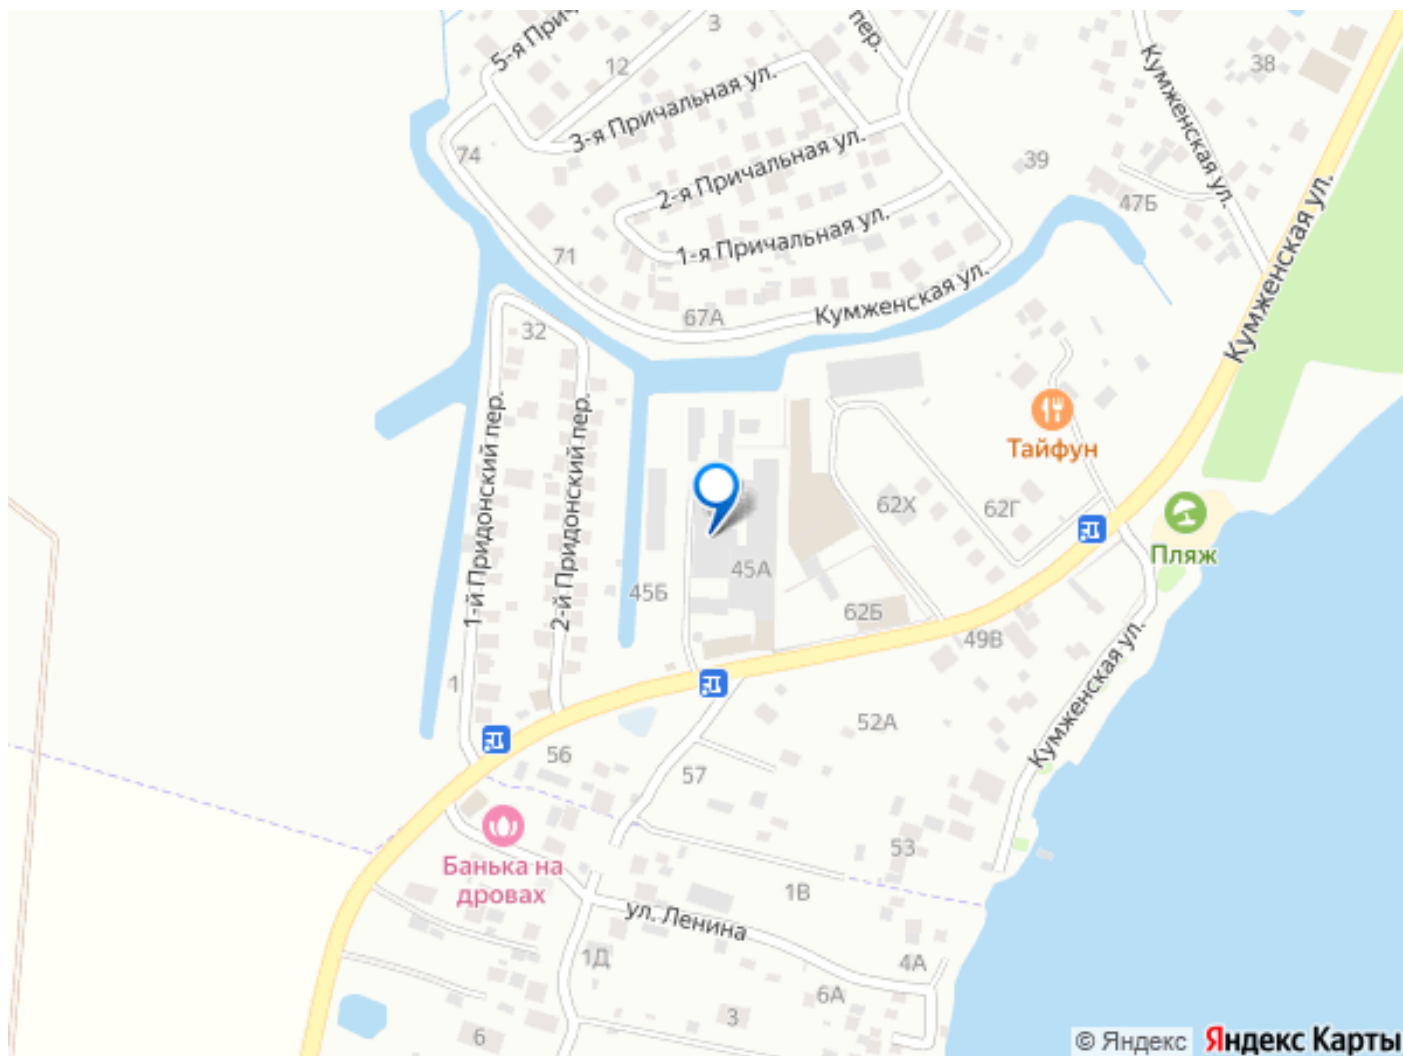 5-я Прич
3
пер.
12
38
Кумженская ул.
3-я Причальная ул.
74
2-я Причальная ул.
39
47Б
1-я Причальная ул.
71
Кумженская ул.
Кумженская ул.
67А
32
1-й Придонский пер.
2-й Придонский пер.
Тайфун
62Х
62Г
Пляж
45А
45Б
62Б
49В
Кумженская ул.
1
52А
56
57
Банька на
дровах
53
1В
ул. Ленина
1Д
4А
6А
3
6
© Яндекс
Яндекс Карты